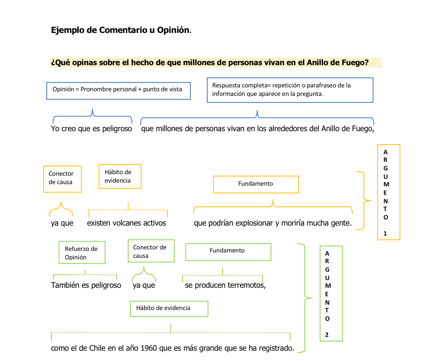 Ejemplo de Comentario u Opinión.
¿Qué opinas sobre el hecho de que millones de personas vivan en el Anillo de Fuego?
Opinión = Pronombre personal + punto de vista
Respuesta completa= repetición o parafraseo de la
información que aparece en la pregunta.
Yo creo que es peligroso que millones de personas vivan en los alrededores del Anillo de Fuego,
Conector
de causa
Hábito de
evidencia
Fundamento
ya que existen volcanes activos que podrían explosionar y moriría mucha gente.
ARGUMENTO
1
Refuerzo de
Opinión
Conector de
causa
Fundamento
También es peligroso ya que se producen terremotos,
Hábito de evidencia
como el de Chile en el año 1960 que es más grande que se ha registrado.
ARGUMENTO
2